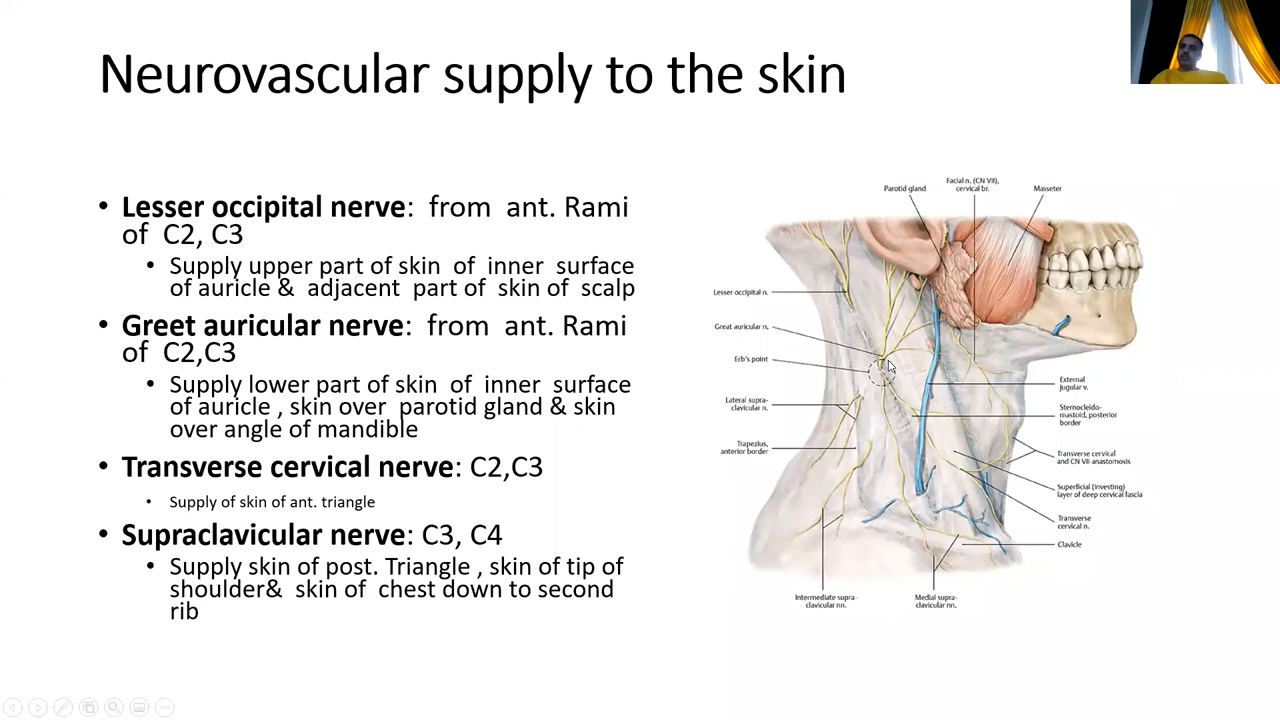 Neurovascular supply to the skin
• Lesser occipital nerve: from ant. Rami
of C2, C3
• Supply upper part of skin of inner surface
of auricle & adjacent part of skin of scalp
• Greet auricular nerve: from ant. Rami
of C2,C3
• Supply lower part of skin of inner surface
of auricle , skin over parotid gland & skin
over angle of mandible
• Transverse cervical nerve: C2,C3
• Supply of skin of ant. triangle
• Supraclavicular nerve: C3, C4
• Supply skin of post. Triangle , skin of tip of
shoulder& skin of chest down to second
rib
Parotid gland
Facial n. (CN VII),
cervical br.
Masseter
Lesser occipital n.
Great auricular n.
Erb's point
Lateral supra-
clavicular n.
Trapezius,
anterior border
External
jugular v.
Sternocleido-
mastoid, posterior
border
Transverse cervical
and CN VII anastomosis
Superficial (investing)
layer of deep cervical fascia
Transverse
cervical n.
Clavicle
Intermediate supra-
clavicular nn.
Medial supra-
clavicular nn.